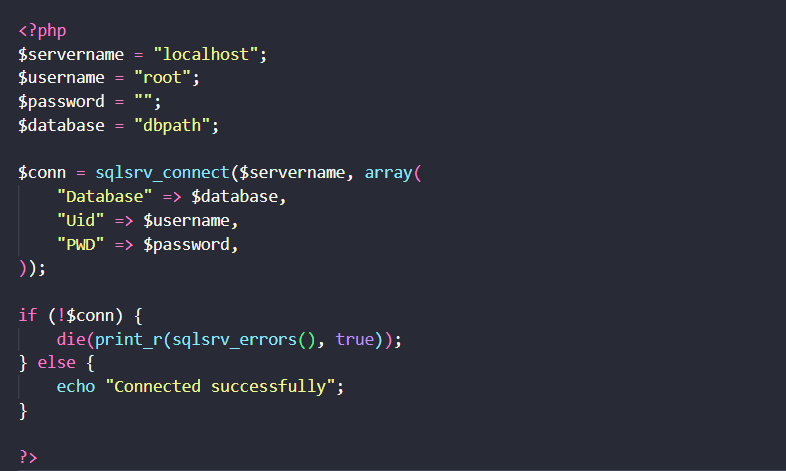 <?php
$servername = "localhost";
$username = "root";
$password = "";
$database = "dbpath";

$conn = sqlsrv_connect($servername, array(
    "Database" => $database,
    "Uid" => $username,
    "PWD" => $password,
));

if (!$conn) {
    die(print_r(sqlsrv_errors(), true));
} else {
    echo "Connected successfully";
}

?>